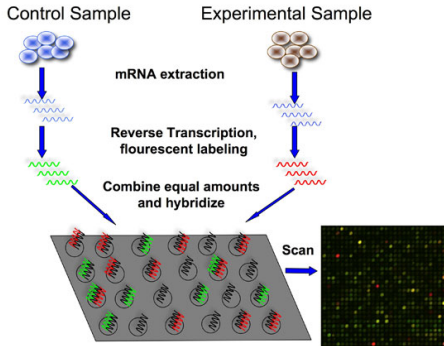 Control Sample
Experimental Sample
mRNA extraction
Reverse Transcription,
flourescent labeling
Combine equal amounts
and hybridize
Scan